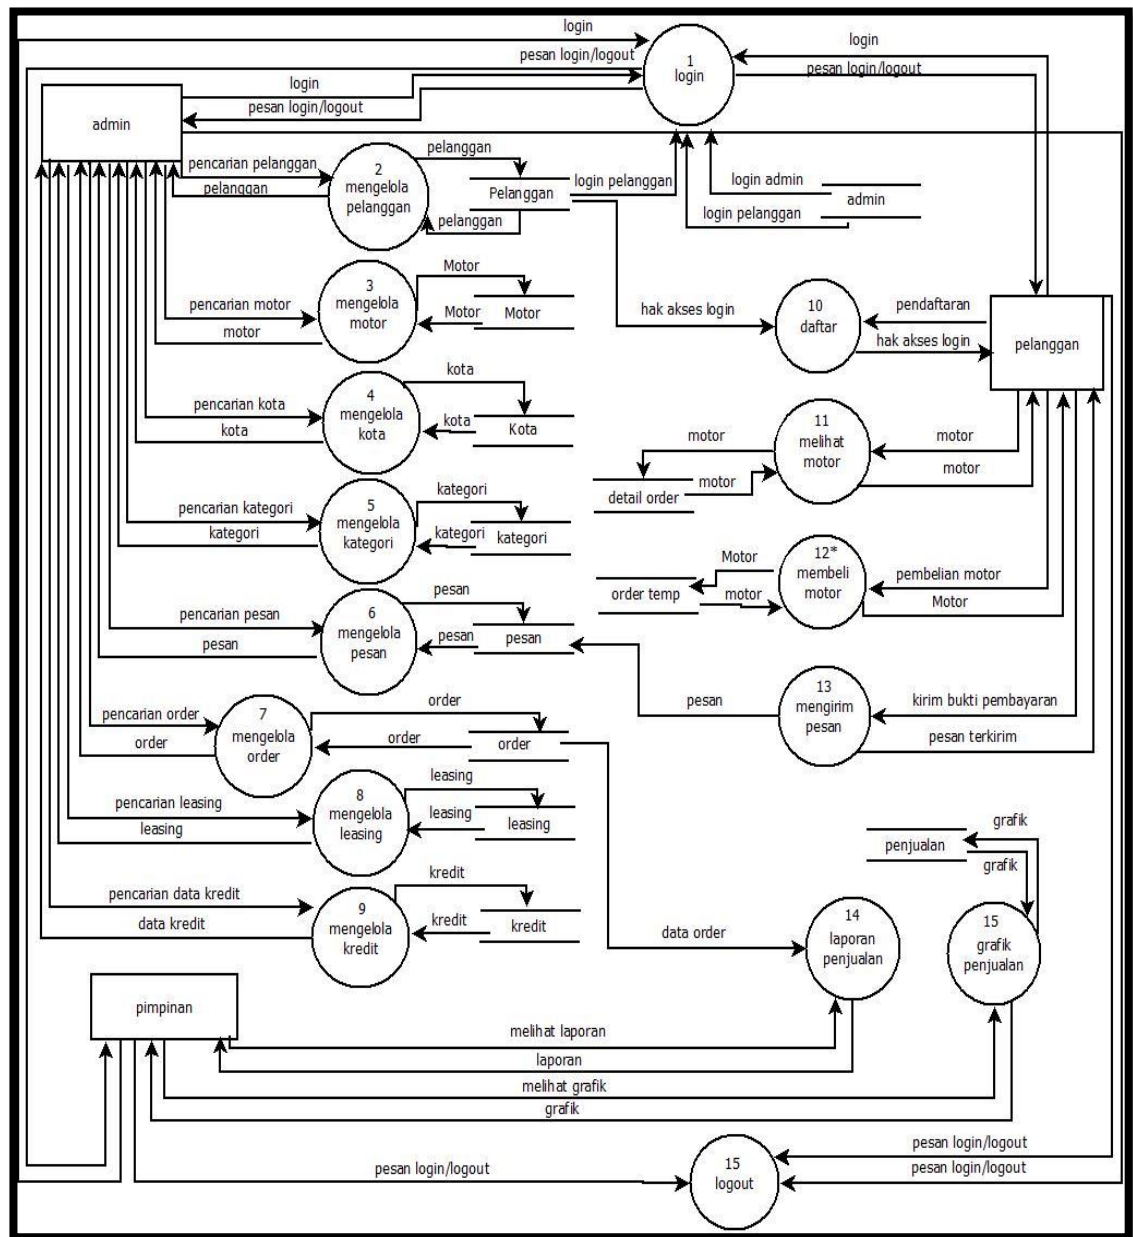 login
pesan login/logout
1
login
login
pesan login/logout
login
pesan login/logout
admin
pencarian pelanggan
pelanggan
2
mengelola
pelanggan
pelanggan
Pelanggan
pelanggan
login pelanggan
login admin
login pelanggan
admin
hak akses login
3
mengelola
motor
pencarian motor
motor
Motor
Motor
Motor
10
daftar
pendaftaran
hak akses login
pelanggan
4
mengelola
kota
pencarian kota
kota
kota
kota
Kota
11
melihat
motor
motor
motor
motor
motor
detail order
5
mengelola
kategori
pencarian kategori
kategori
kategori
kategori
kategori
12*
membeli
motor
Motor
motor
order temp
pembelian motor
Motor
6
mengelola
pesan
pencarian pesan
pesan
pesan
pesan
pesan
13
mengirim
pesan
pesan
kirim bukti pembayaran
pesan terkirim
7
mengelola
order
pencarian order
order
order
order
order
8
mengelola
leasing
pencarian leasing
leasing
leasing
leasing
leasing
penjualan
grafik
grafik
9
mengelola
kredit
pencarian data kredit
data kredit
kredit
kredit
kredit
data order
14
laporan
penjualan
15
grafik
penjualan
pimpinan
melihat laporan
laporan
melihat grafik
grafik
pesan login/logout
15
logout
pesan login/logout
pesan login/logout